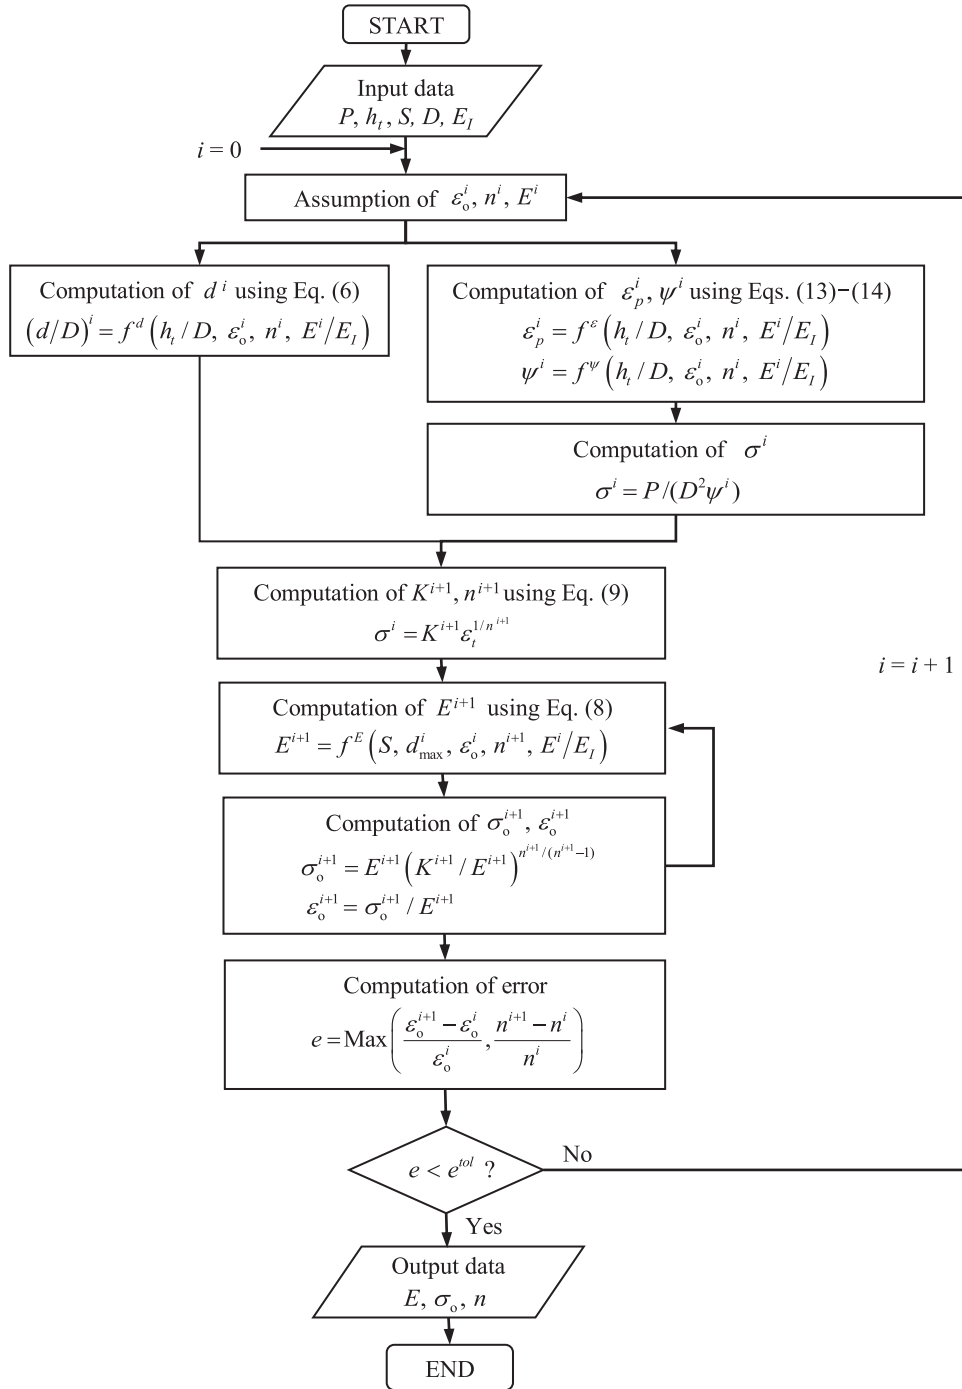 START
Input data
P, hₜ, S, D, E_I
i = 0
Assumption of ε_o^i, n^i, E^i
Computation of d^i using Eq. (6)
(d/D)^i = f^d(h_t/D, ε_o^i, n^i, E^i/E_I)
Computation of ε_p^i, ψ^i using Eqs. (13)–(14)
ε_p^i = f^ε(h_t/D, ε_o^i, n^i, E^i/E_I)
ψ^i = f^ψ(h_t/D, ε_o^i, n^i, E^i/E_I)
Computation of σ^i
σ^i = P/(D^2ψ^i)
Computation of K^{i+1}, n^{i+1} using Eq. (9)
σ^i = K^{i+1} ε_t^{1/n^{i+1}}
i = i + 1
Computation of E^{i+1} using Eq. (8)
E^{i+1} = f^E(S, d_max^i, ε_o^i, n^{i+1}, E^i/E_I)
Computation of σ_o^{i+1}, ε_o^{i+1}
σ_o^{i+1} = E^{i+1}(K^{i+1}/E^{i+1})^{n^{i+1}/(n^{i+1}−1)}
ε_o^{i+1} = σ_o^{i+1}/E^{i+1}
Computation of error
e = Max((ε_o^{i+1} − ε_o^i)/ε_o^i, (n^{i+1} − n^i)/n^i)
e < e^{tol} ?
No
Yes
Output data
E, σ_o, n
END